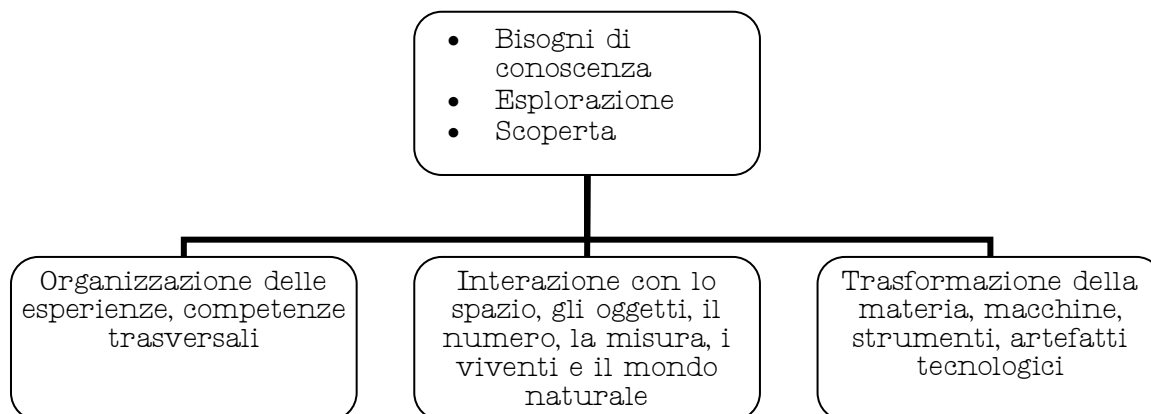 • Bisogni di
conoscenza
• Esplorazione
• Scoperta
Organizzazione delle
esperienze, competenze
trasversali
Interazione con lo
spazio, gli oggetti, il
numero, la misura, i
viventi e il mondo
naturale
Trasformazione della
materia, macchine,
strumenti, artefatti
tecnologici